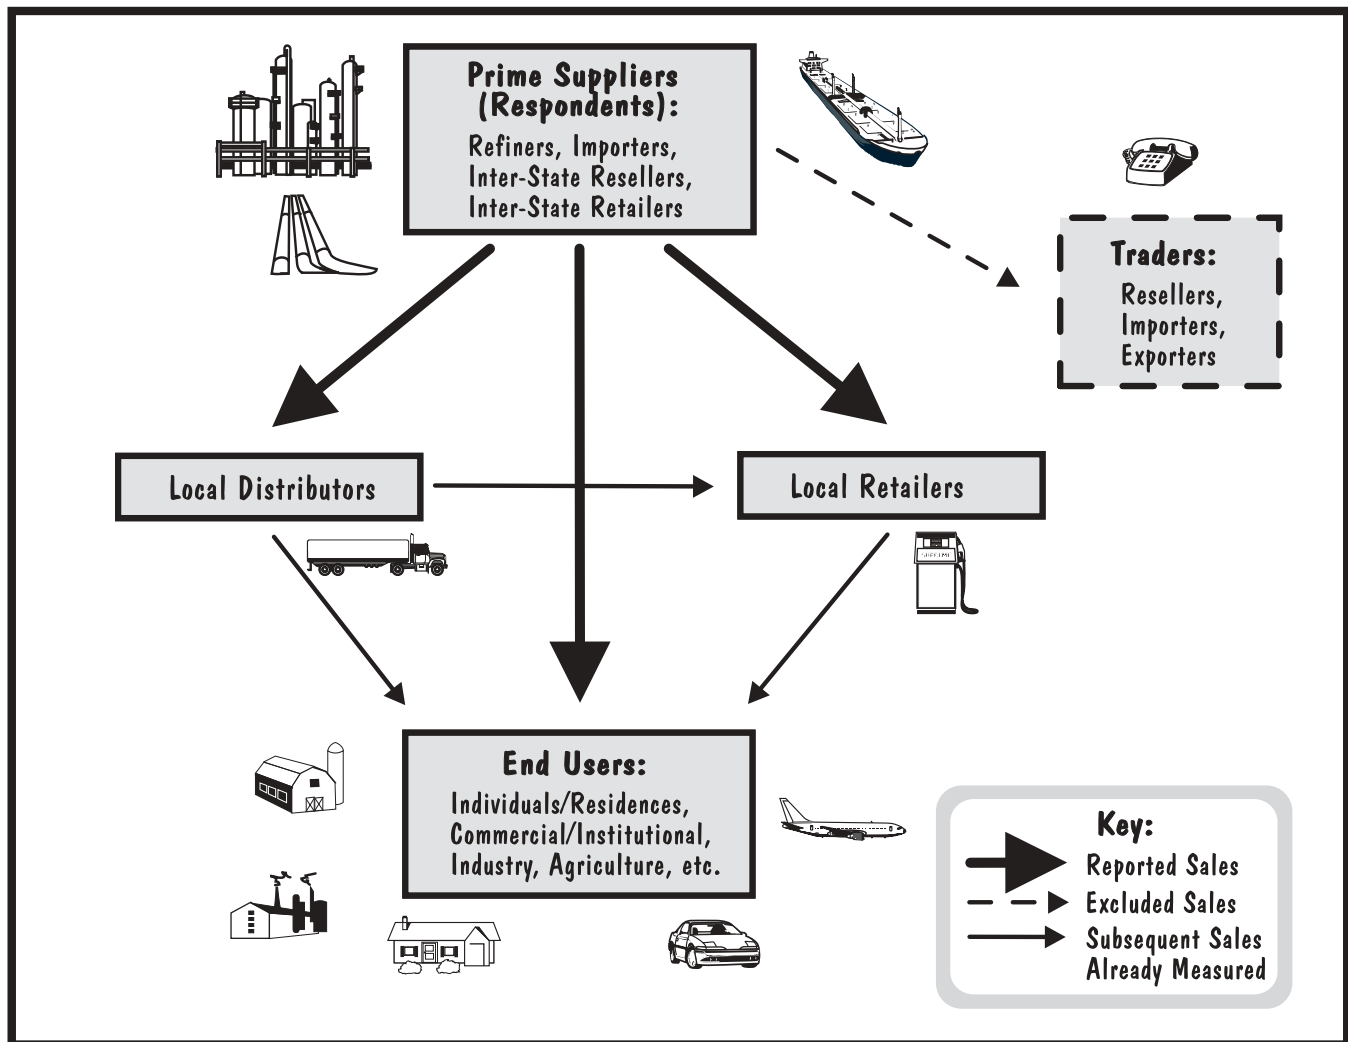 Prime Suppliers
(Respondents):
Refiners, Importers,
Inter-State Resellers,
Inter-State Retailers
Traders:
Resellers,
Importers,
Exporters
Local Distributors
Local Retailers
End Users:
Individuals/Residences,
Commercial/Institutional,
Industry, Agriculture, etc.
Key:
Reported Sales
Excluded Sales
Subsequent Sales
Already Measured